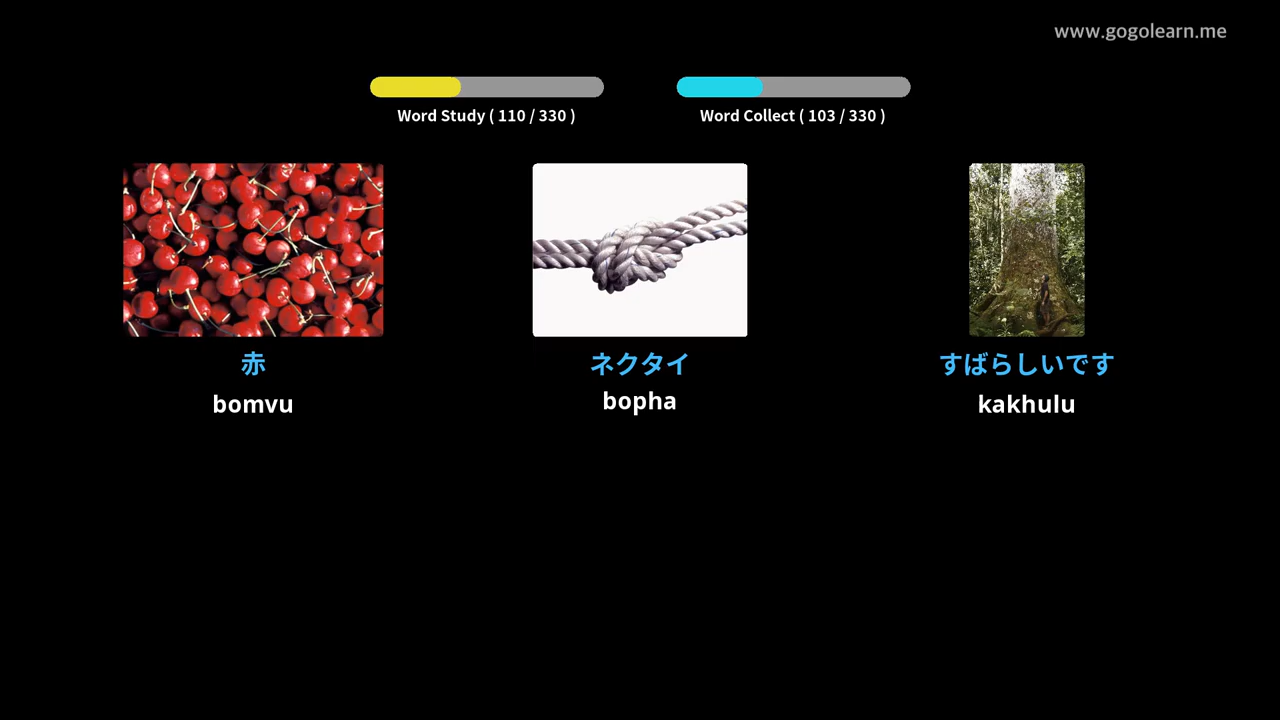 www.gogolearn.me
Word Study ( 110 / 330 )
Word Collect ( 103 / 330 )
赤
ネクタイ
すばらしいです
bomvu
bopha
kakhulu